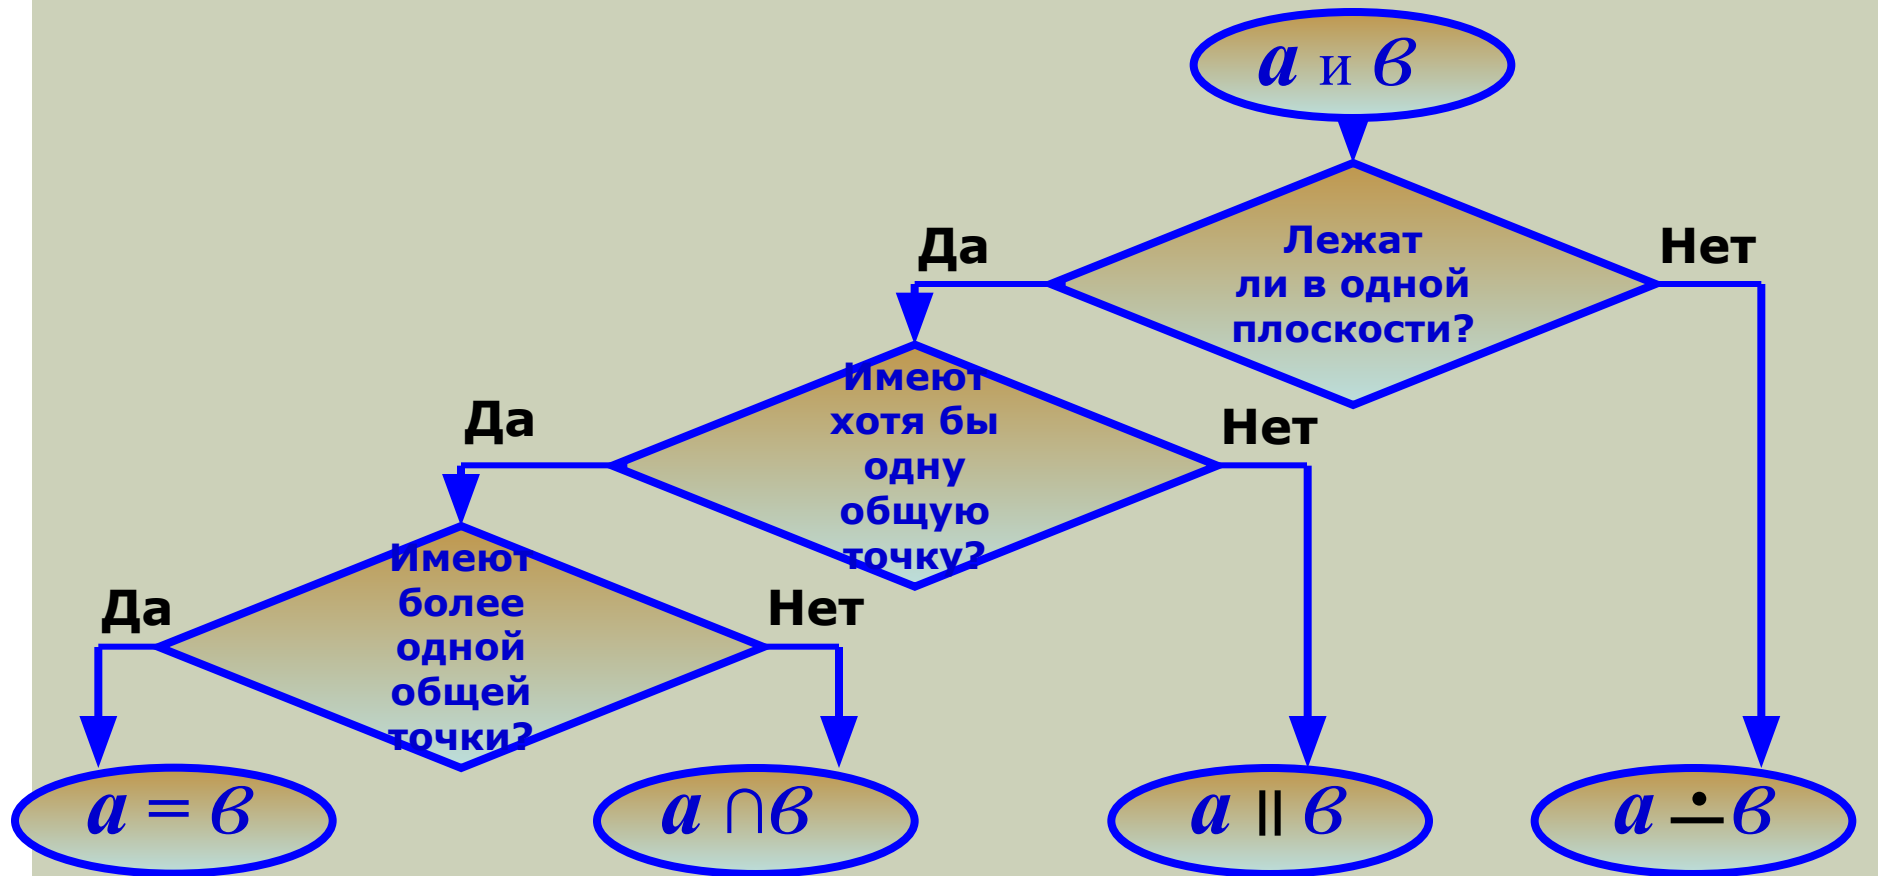 а и в
Да
Лежат
ли в одной
плоскости?
Нет
Да
Имеют
хотя бы
одну
общую
точку?
Нет
Да
Имеют
более
одной
общей
точки?
Нет
а = в
а ∩ в
а || в
а ∸ в